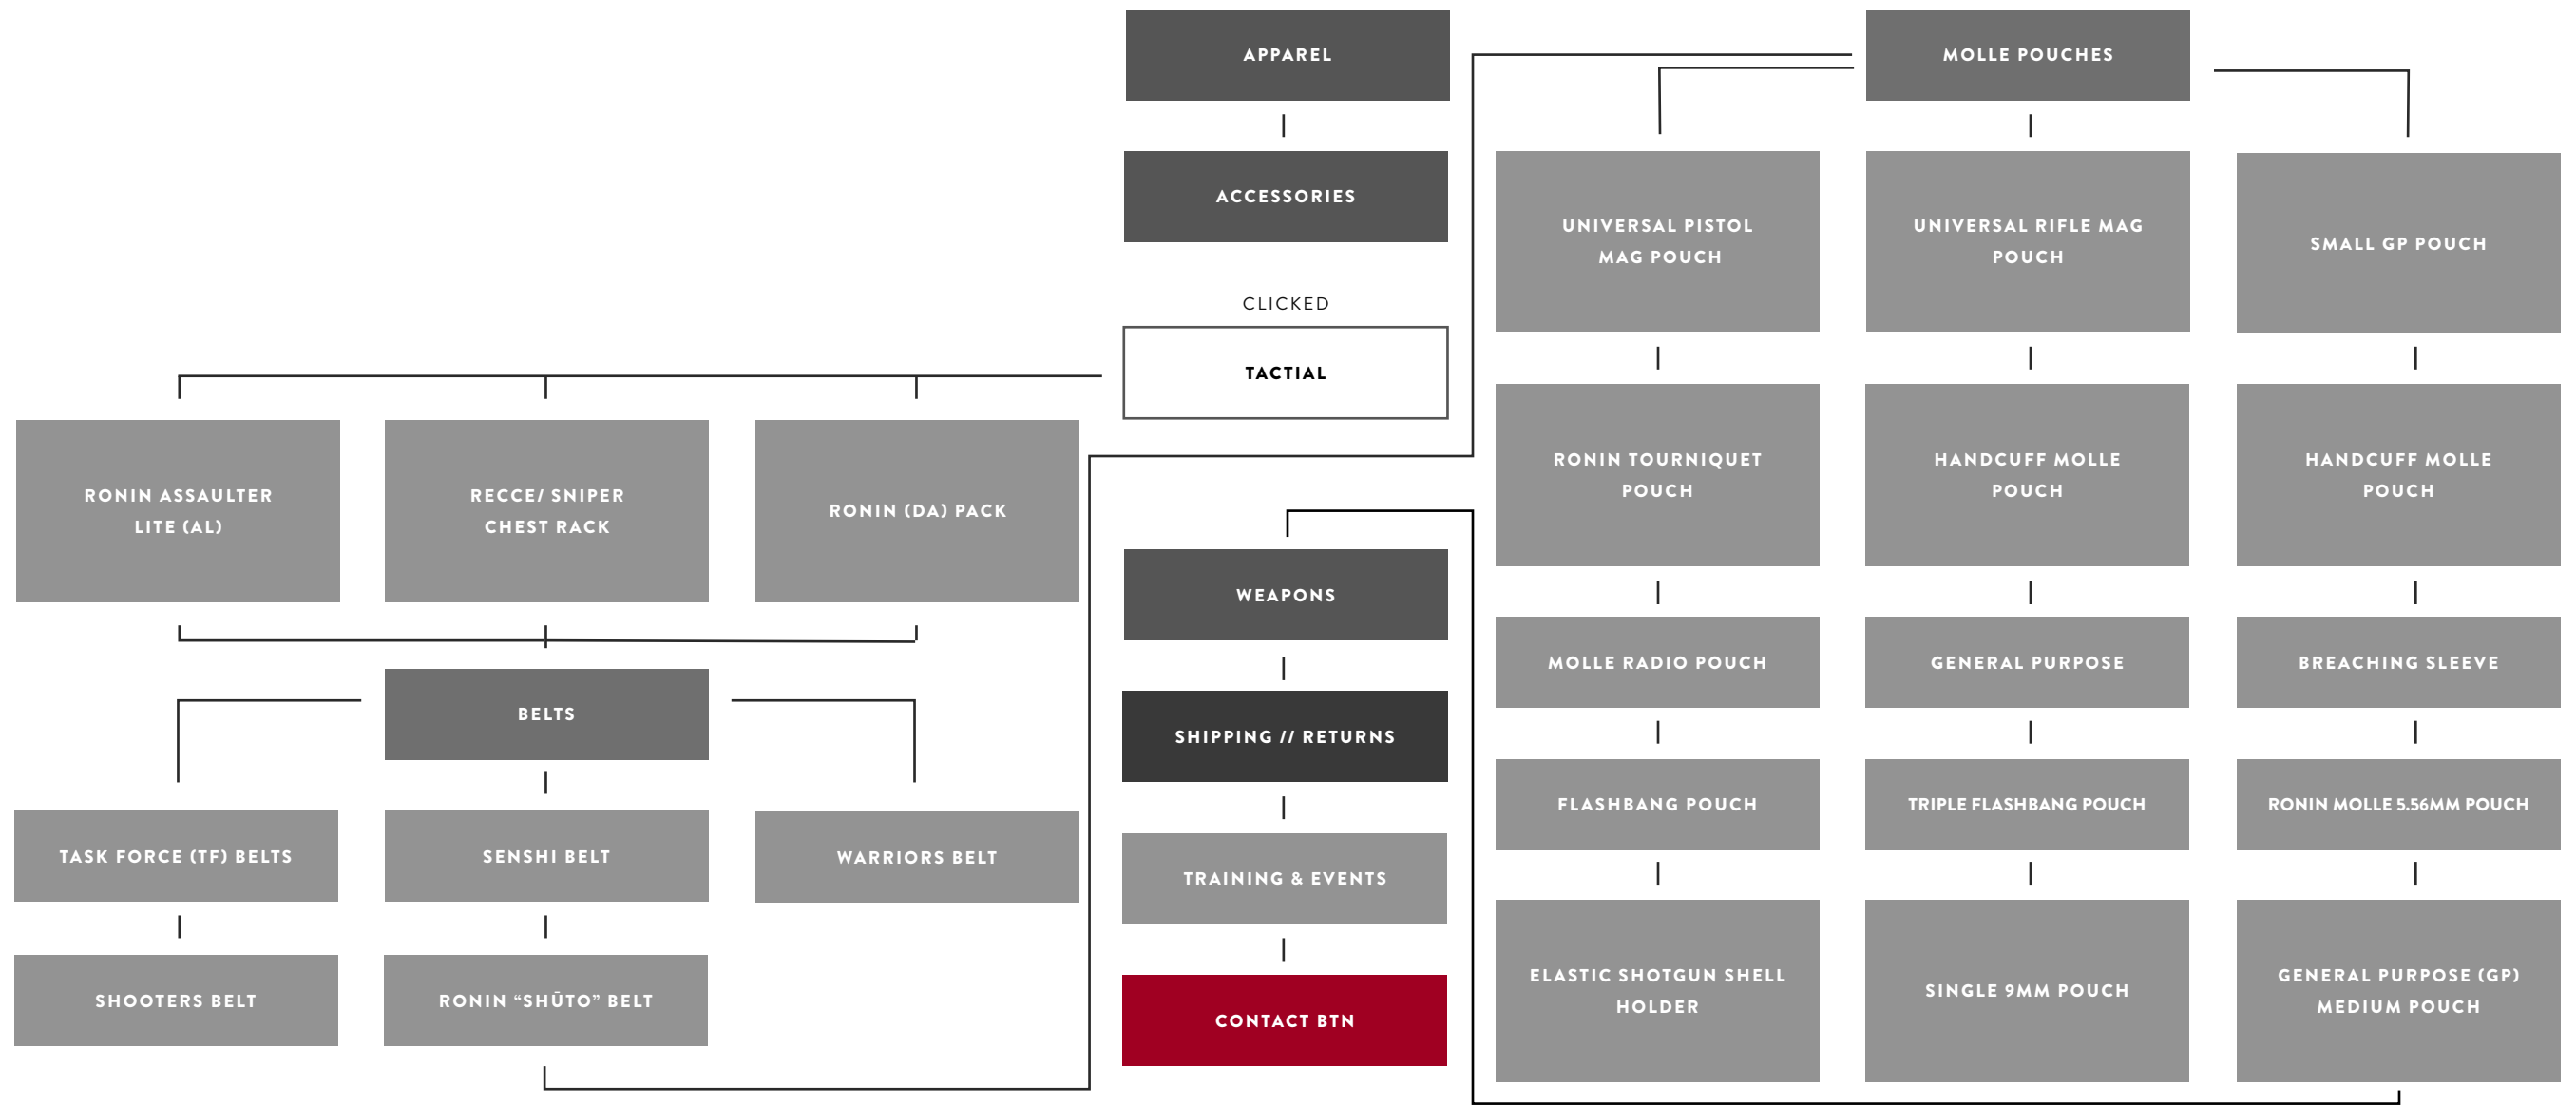 APPAREL
ACCESSORIES
CLICKED
TACTIAL
RONIN ASSAULTER
LITE (AL)
RECCE/ SNIPER
CHEST RACK
RONIN (DA) PACK
BELTS
TASK FORCE (TF) BELTS
SENSHI BELT
WARRIORS BELT
SHOOTERS BELT
RONIN “SHŪTO” BELT
MOLLE POUCHES
UNIVERSAL PISTOL
MAG POUCH
UNIVERSAL RIFLE MAG
POUCH
SMALL GP POUCH
RONIN TOURNIQUET
POUCH
HANDCUFF MOLLE
POUCH
HANDCUFF MOLLE
POUCH
MOLLE RADIO POUCH
GENERAL PURPOSE
BREACHING SLEEVE
FLASHBANG POUCH
TRIPLE FLASHBANG POUCH
RONIN MOLLE 5.56MM POUCH
ELASTIC SHOTGUN SHELL
HOLDER
SINGLE 9MM POUCH
GENERAL PURPOSE (GP)
MEDIUM POUCH
WEAPONS
SHIPPING // RETURNS
TRAINING & EVENTS
CONTACT BTN